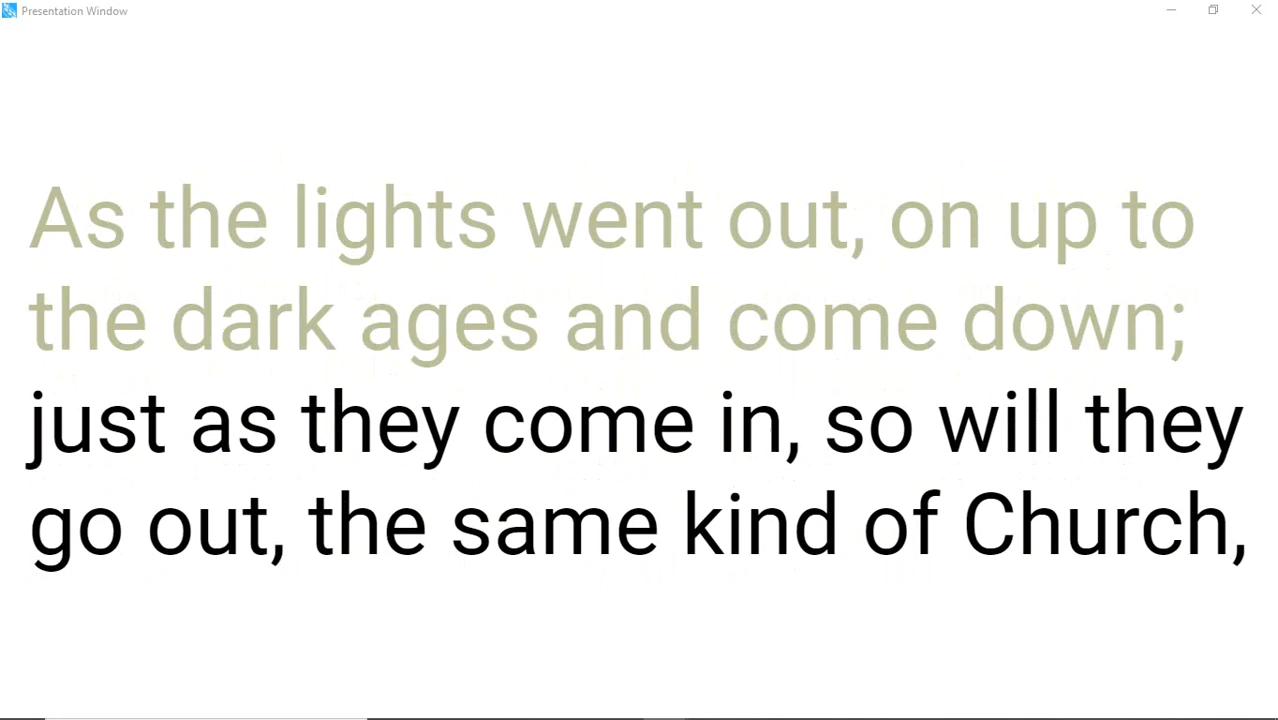 Presentation Window
As the lights went out, on up to
the dark ages and come down;
just as they come in, so will they
go out, the same kind of Church,